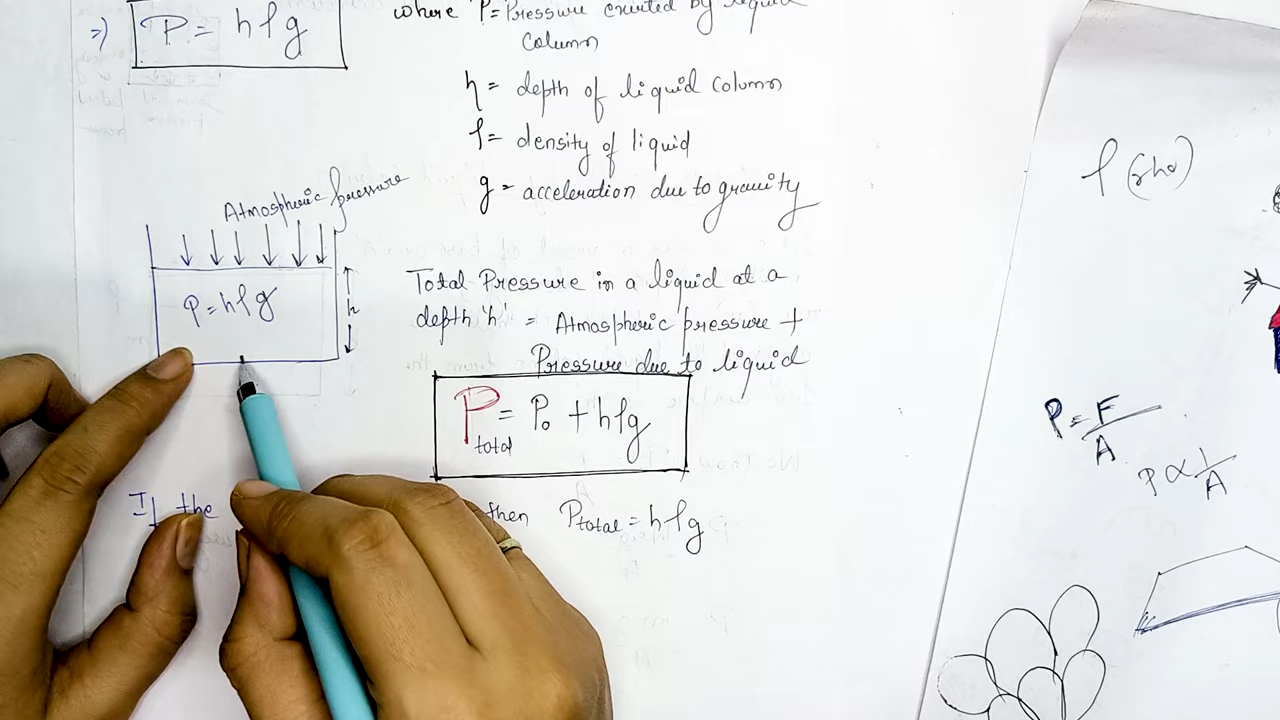 =) P = hρg
where P = Pressure exerted by liquid
column
h = depth of liquid column
ρ = density of liquid
g = acceleration due to gravity
Atmospheric pressure
P = hρg
h
Total Pressure in a liquid at a
depth 'h' = Atmospheric pressure +
Pressure due to liquid
P total = P₀ + hρg
If the
then P total = hρg
ρ (rho)
P = F/A
P ∝ 1/A